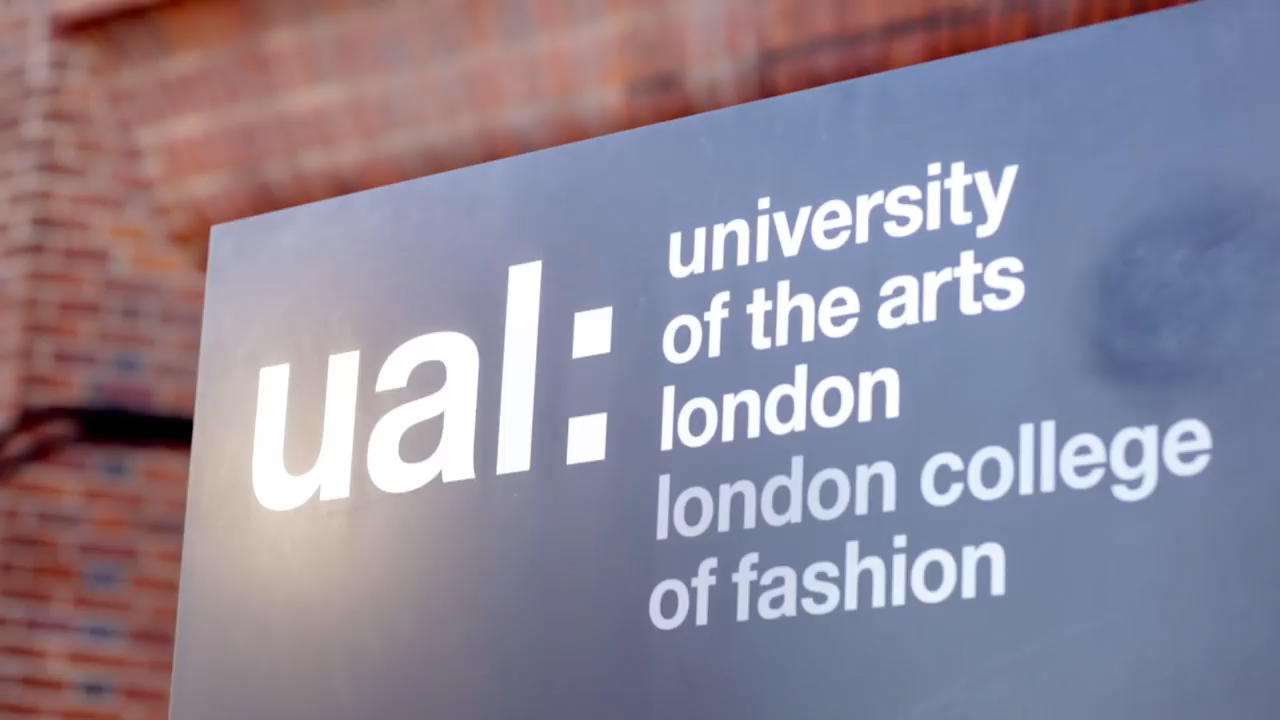 ual:
university
of the arts
london
london college
of fashion